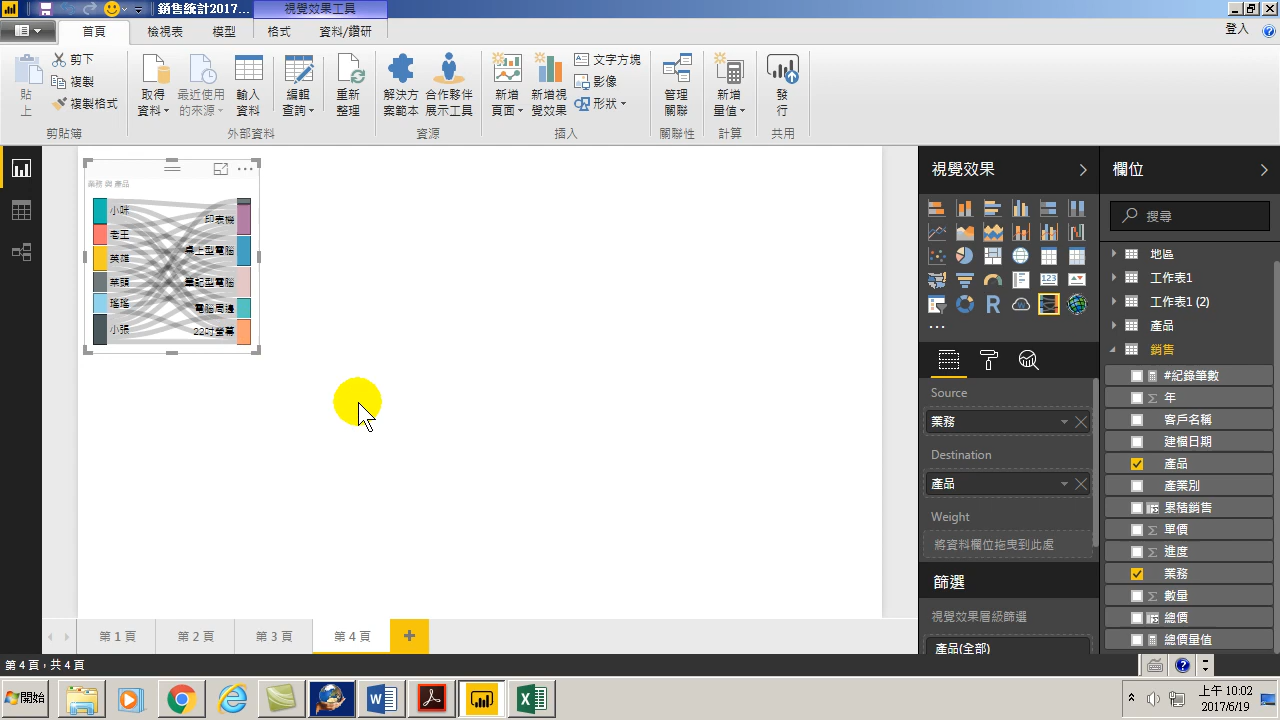 銷售統計2017...
視覺效果工具
首頁
檢視表
模型
格式
資料/鑽研
登入
貼上
剪下
複製
複製格式
剪貼簿
取得資料
最近使用的來源
輸入資料
編輯查詢
外部資料
重新整理
解決方案範本
合作夥伴展示工具
資源
新增頁面
新增視覺效果
文字方塊
影像
形狀
插入
管理關聯
關聯性
新增量值
計算
發行
共用
業務 與 產品
小咪
老王
英雄
菜頭
瑤瑤
小張
印表機
桌上型電腦
筆記型電腦
電腦周邊
22吋螢幕
視覺效果
R
123
...
Source
業務
Destination
產品
Weight
將資料欄位拖曳到此處
篩選
視覺效果層級篩選
產品(全部)
欄位
搜尋
地區
工作表1
工作表1 (2)
產品
銷售
#紀錄筆數
年
客戶名稱
建檔日期
產品
產業別
累積銷售
單價
進度
業務
數量
總價
總價量值
第 1 頁
第 2 頁
第 3 頁
第 4 頁
第 4 頁，共 4 頁
開始
上午 10:02
2017/6/19